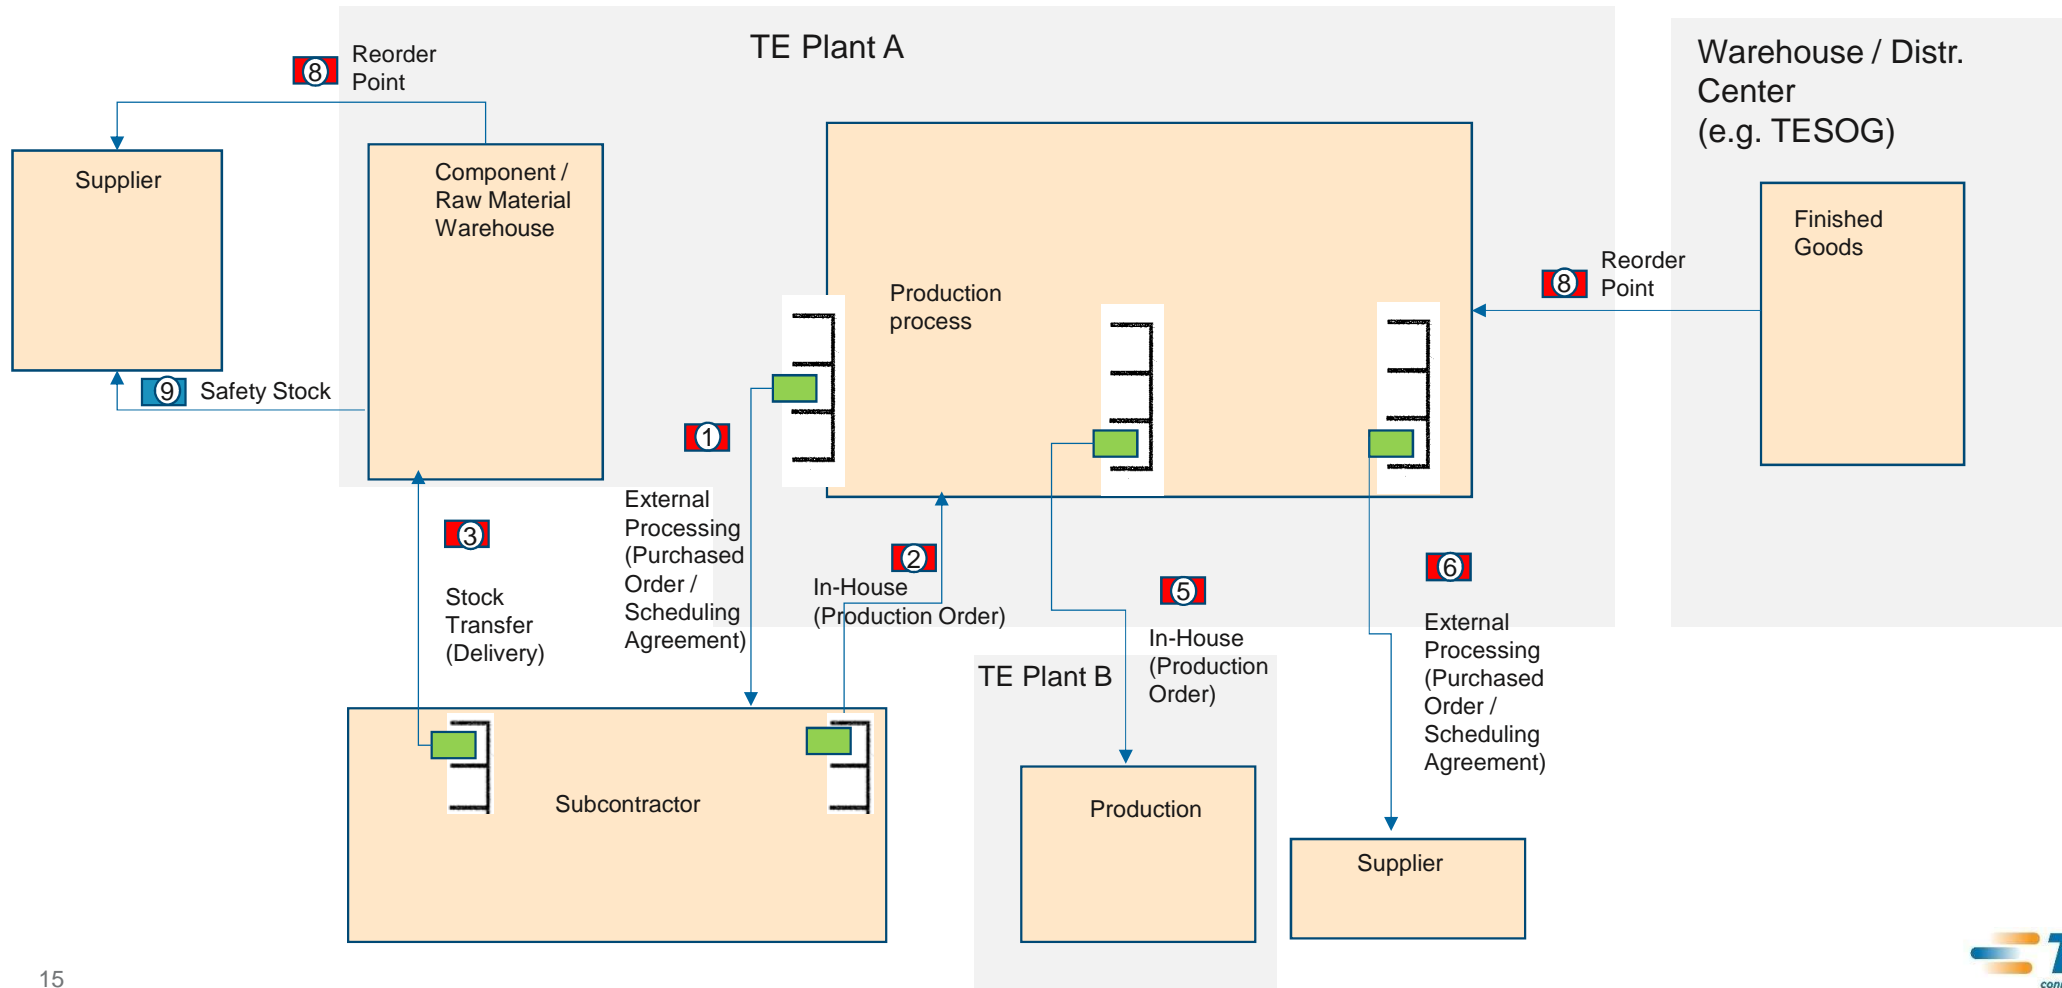 TE Plant A
Warehouse / Distr.
Center
(e.g. TESOG)
8
Reorder
Point
Supplier
Component /
Raw Material
Warehouse
Finished
Goods
Production
process
8
Reorder
Point
9
Safety Stock
1
External
Processing
(Purchased
Order /
Scheduling
Agreement)
3
Stock
Transfer
(Delivery)
2
In-House
(Production Order)
5
In-House
(Production
Order)
6
External
Processing
(Purchased
Order /
Scheduling
Agreement)
TE Plant B
Subcontractor
Production
Supplier
15